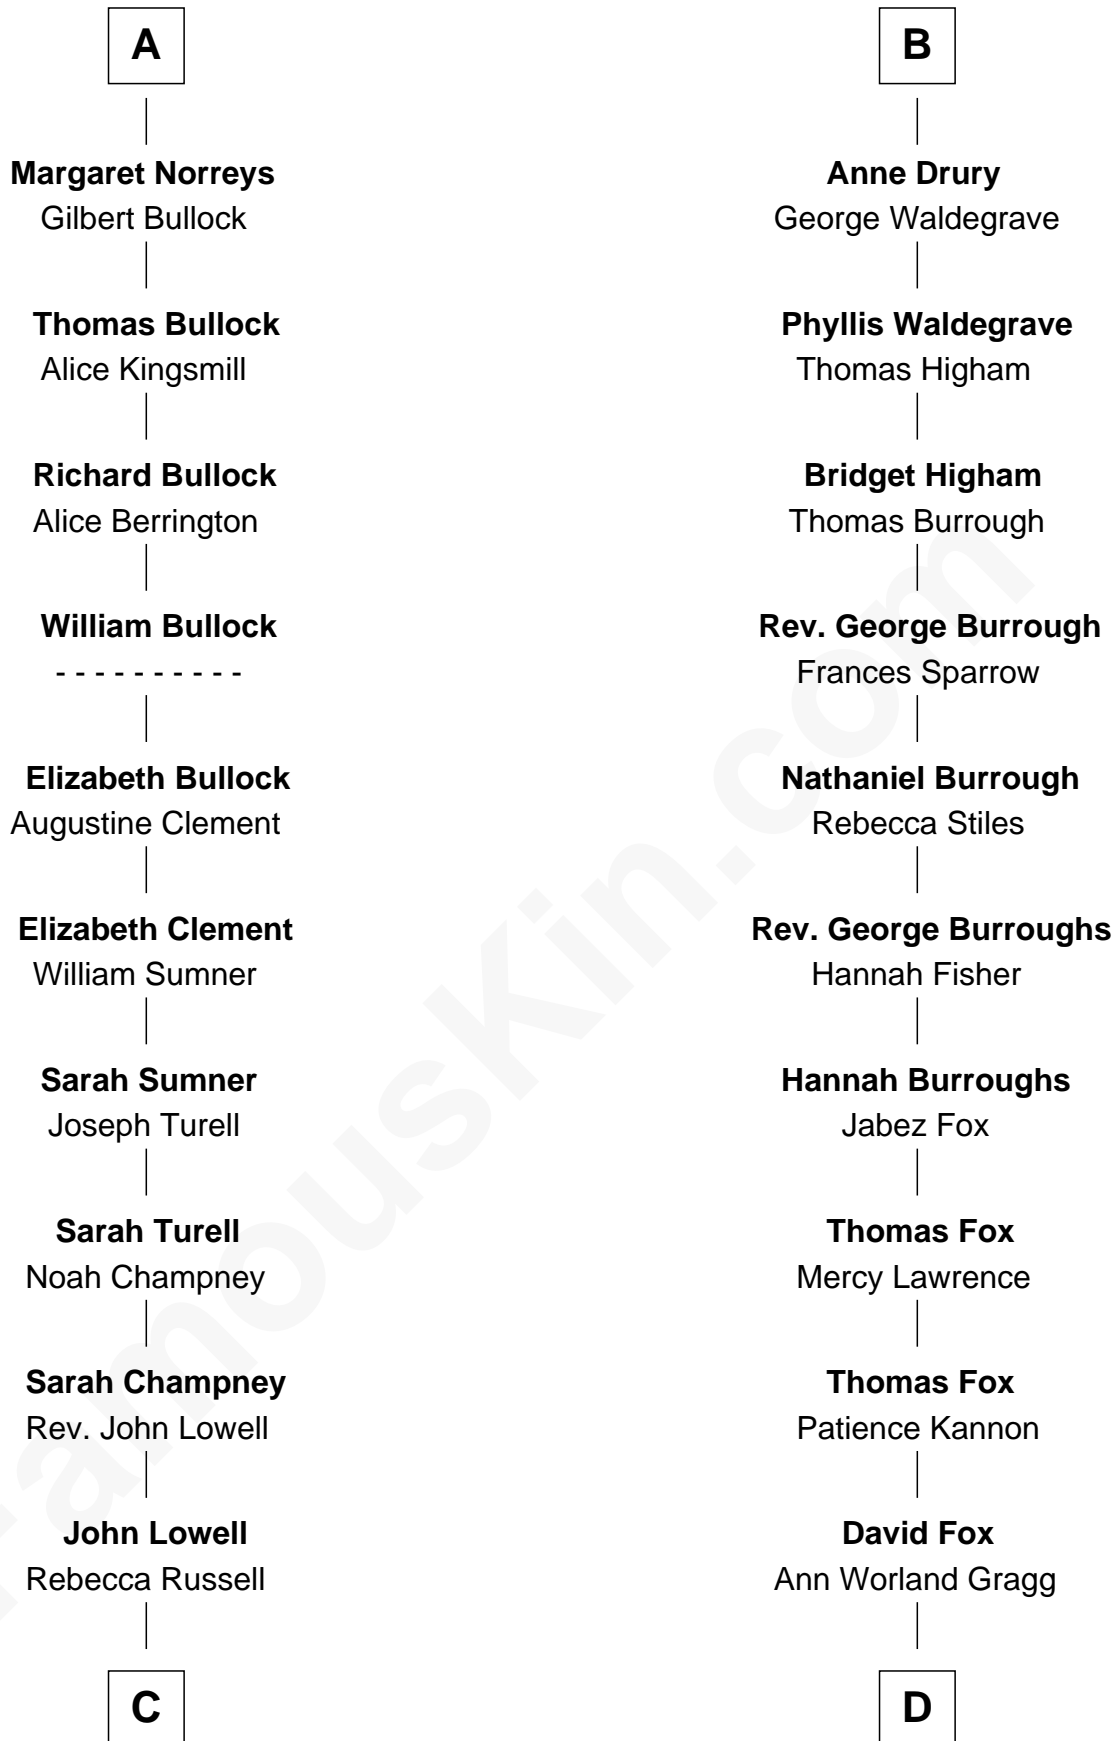 A
Margaret Norreys
Gilbert Bullock
Thomas Bullock
Alice Kingsmill
Richard Bullock
Alice Berrington
William Bullock
- - - - - - - - - -
Elizabeth Bullock
Augustine Clement
Elizabeth Clement
William Sumner
Sarah Sumner
Joseph Turell
Sarah Turell
Noah Champney
Sarah Champney
Rev. John Lowell
John Lowell
Rebecca Russell
C
B
Anne Drury
George Waldegrave
Phyllis Waldegrave
Thomas Higham
Bridget Higham
Thomas Burrough
Rev. George Burrough
Frances Sparrow
Nathaniel Burrough
Rebecca Stiles
Rev. George Burroughs
Hannah Fisher
Hannah Burroughs
Jabez Fox
Thomas Fox
Mercy Lawrence
Thomas Fox
Patience Kannon
David Fox
Ann Worland Gragg
D
FamousKin.com